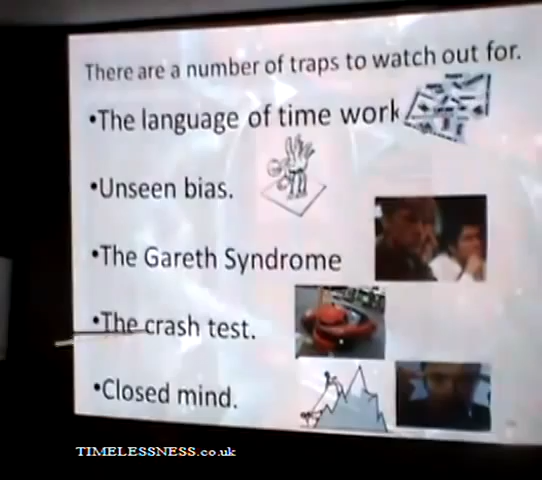 There are a number of traps to watch out for.
•The language of time work
•Unseen bias.
•The Gareth Syndrome
•The crash test.
•Closed mind.
TIMELESSNESS.co.uk